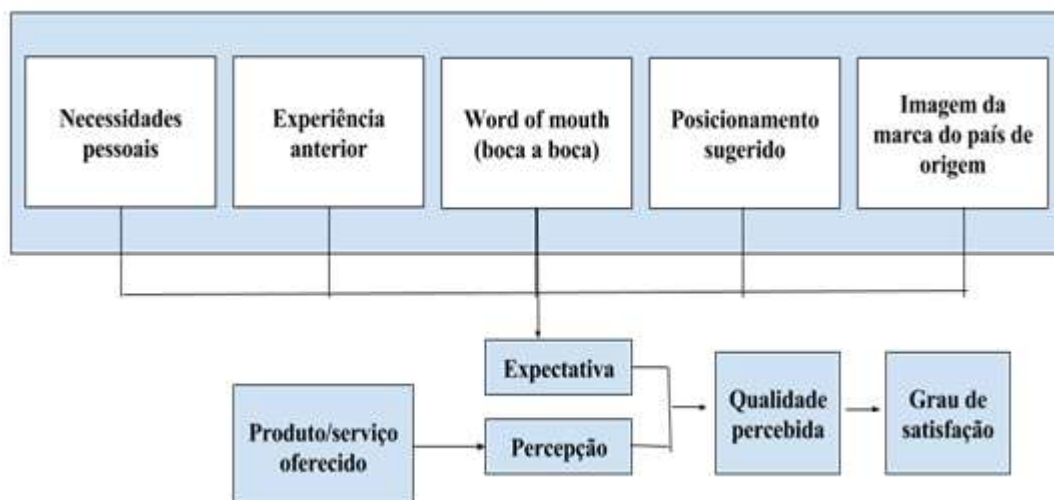 Necessidades
pessoais
Experiência
anterior
Word of mouth
(boca a boca)
Posicionamento
sugerido
Imagem da
marca do país de
origem
Expectativa
Produto/serviço
oferecido
Percepção
Qualidade
percebida
Grau de
satisfação